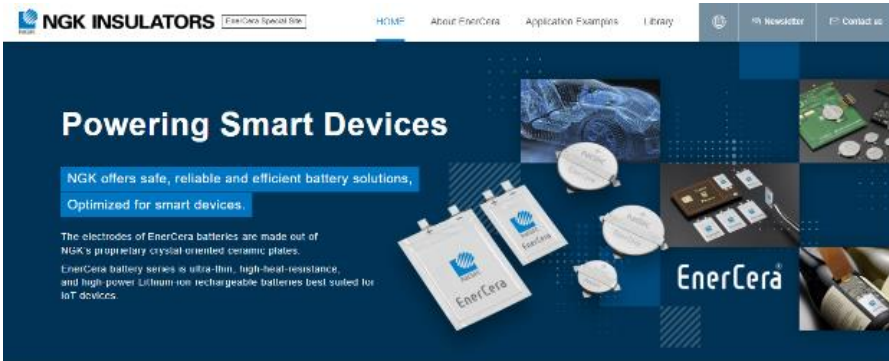 NGK INSULATORS EnerCera Special Site HOME About EnerCera Application Examples Library Newsletter Contact us
Powering Smart Devices
NGK offers safe, reliable and efficient battery solutions,
Optimized for smart devices.
The electrodes of EnerCera batteries are made out of
NGK's proprietary crystal oriented ceramic plates.
EnerCera battery series is ultra-thin, high-heat-resistance,
and high-power Lithium-ion rechargeable batteries best suited for
IoT devices.
EnerCera
EnerCera
EnerCera